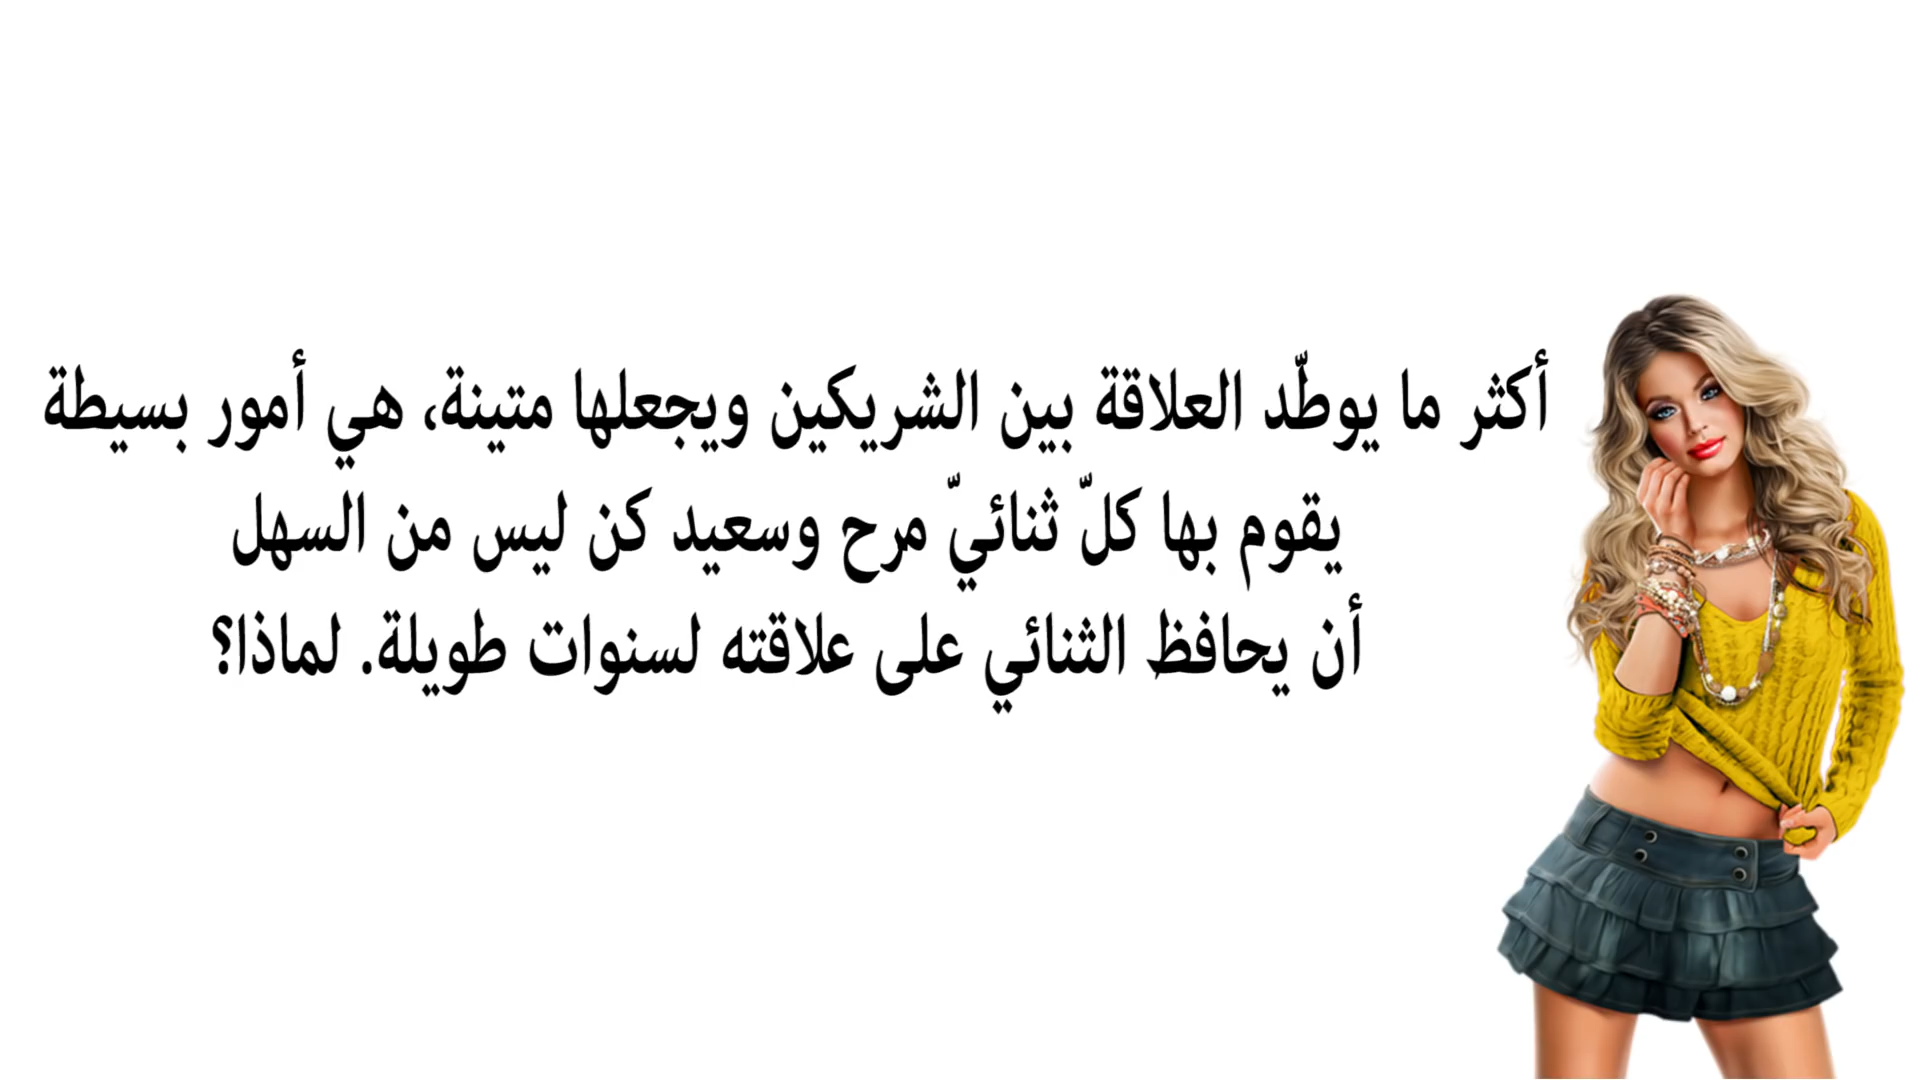 أكثر ما يوطّد العلاقة بين الشريكين ويجعلها متينة، هي أمور بسيطة
يقوم بها كلّ ثنائيّ مرح وسعيد كن ليس من السهل
أن يحافظ الثنائي على علاقته لسنوات طويلة. لماذا؟